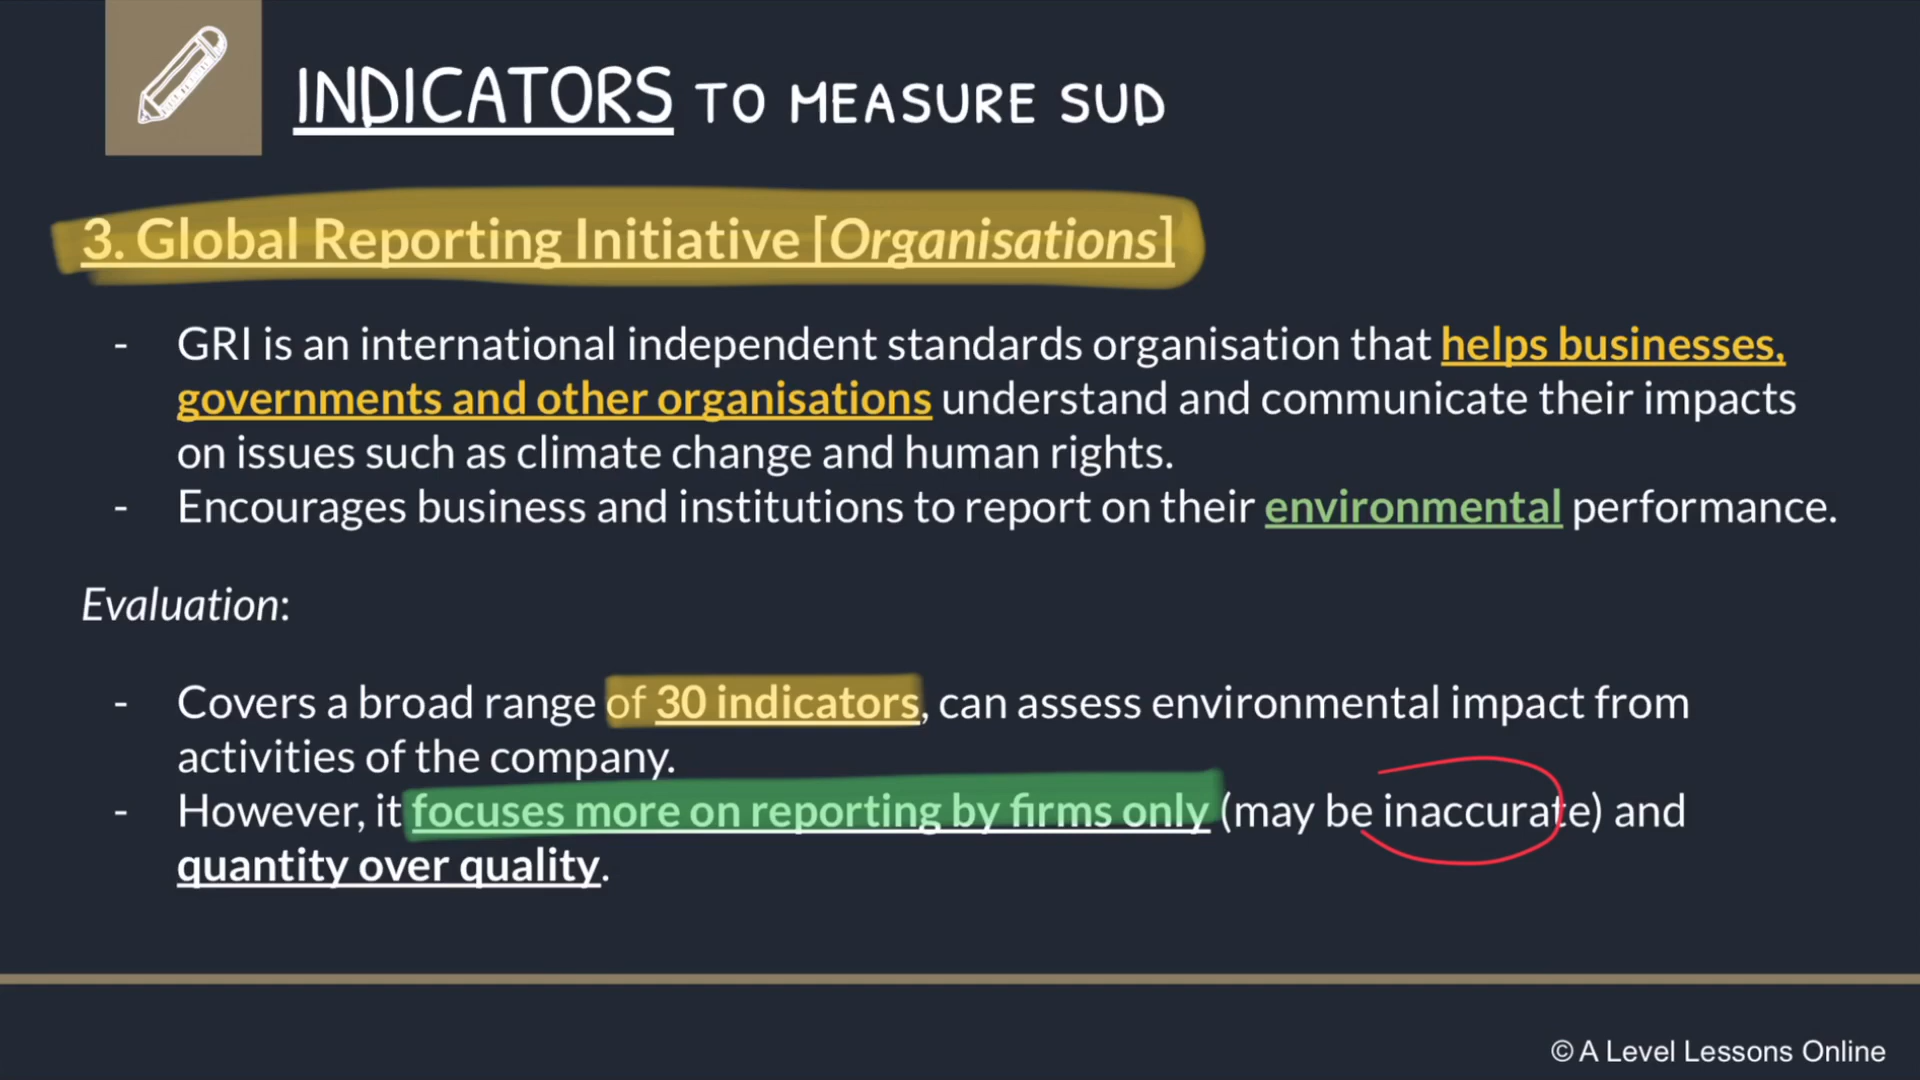 INDICATORS TO MEASURE SUD
3. Global Reporting Initiative [Organisations]
- GRI is an international independent standards organisation that helps businesses,
governments and other organisations understand and communicate their impacts
on issues such as climate change and human rights.
- Encourages business and institutions to report on their environmental performance.
Evaluation:
- Covers a broad range of 30 indicators, can assess environmental impact from
activities of the company.
- However, it focuses more on reporting by firms only (may be inaccurate) and
quantity over quality.
© A Level Lessons Online